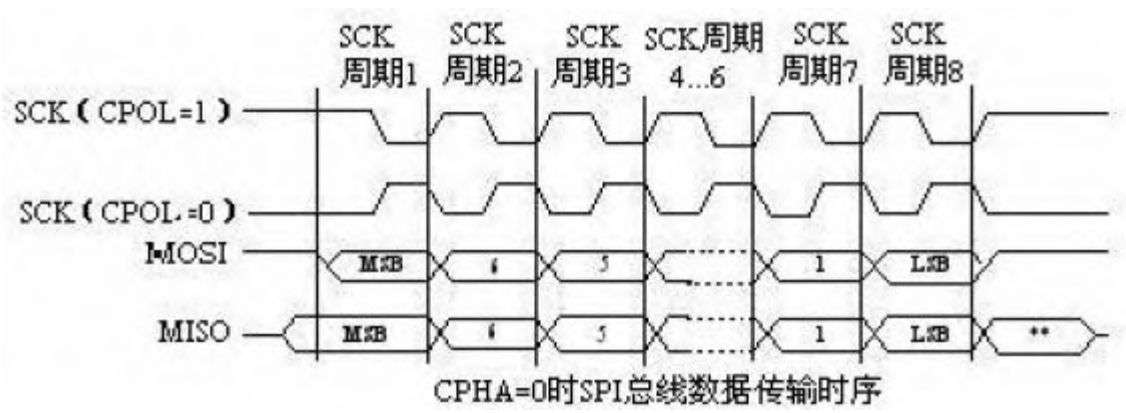 SCK 周期1
SCK 周期2
SCK 周期3
SCK周期 4...6
SCK 周期7
SCK 周期8
SCK ( CPOL=1 )
SCK ( CPOL=0 )
MOSI
MSB 6 5 1 LSB
MISO
MSB 6 5 1 LSB **
CPHA=0时SPI总线数据传输时序